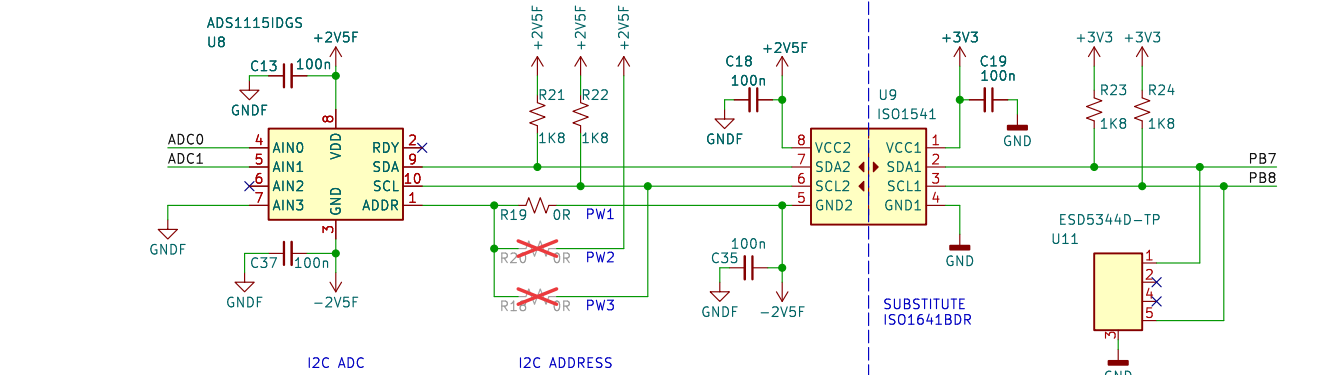 ADS1115IDGS
U8
+2V5F
C13
100n
GNDF
ADC0
ADC1
4
5
6
7
AIN0
AIN1
AIN2
AIN3
8
VDD
GND
3
RDY
SDA
SCL
ADDR
2
9
10
1
GNDF
C37
100n
GNDF
-2V5F
I2C ADC
+2V5F
+2V5F
+2V5F
R21
1K8
R22
1K8
R19
0R
PW1
R20
0R
PW2
R18
0R
PW3
I2C ADDRESS
C18
100n
+2V5F
GNDF
8
7
6
5
U9
ISO1541
VCC2
SDA2
SCL2
GND2
VCC1
SDA1
SCL1
GND1
1
2
3
4
100n
C35
GNDF
-2V5F
SUBSTITUTE
ISO1641BDR
+3V3
C19
100n
GND
GND
+3V3
+3V3
R23
1K8
R24
1K8
PB7
PB8
ESD5344D-TP
U11
1
2
4
5
3
GND